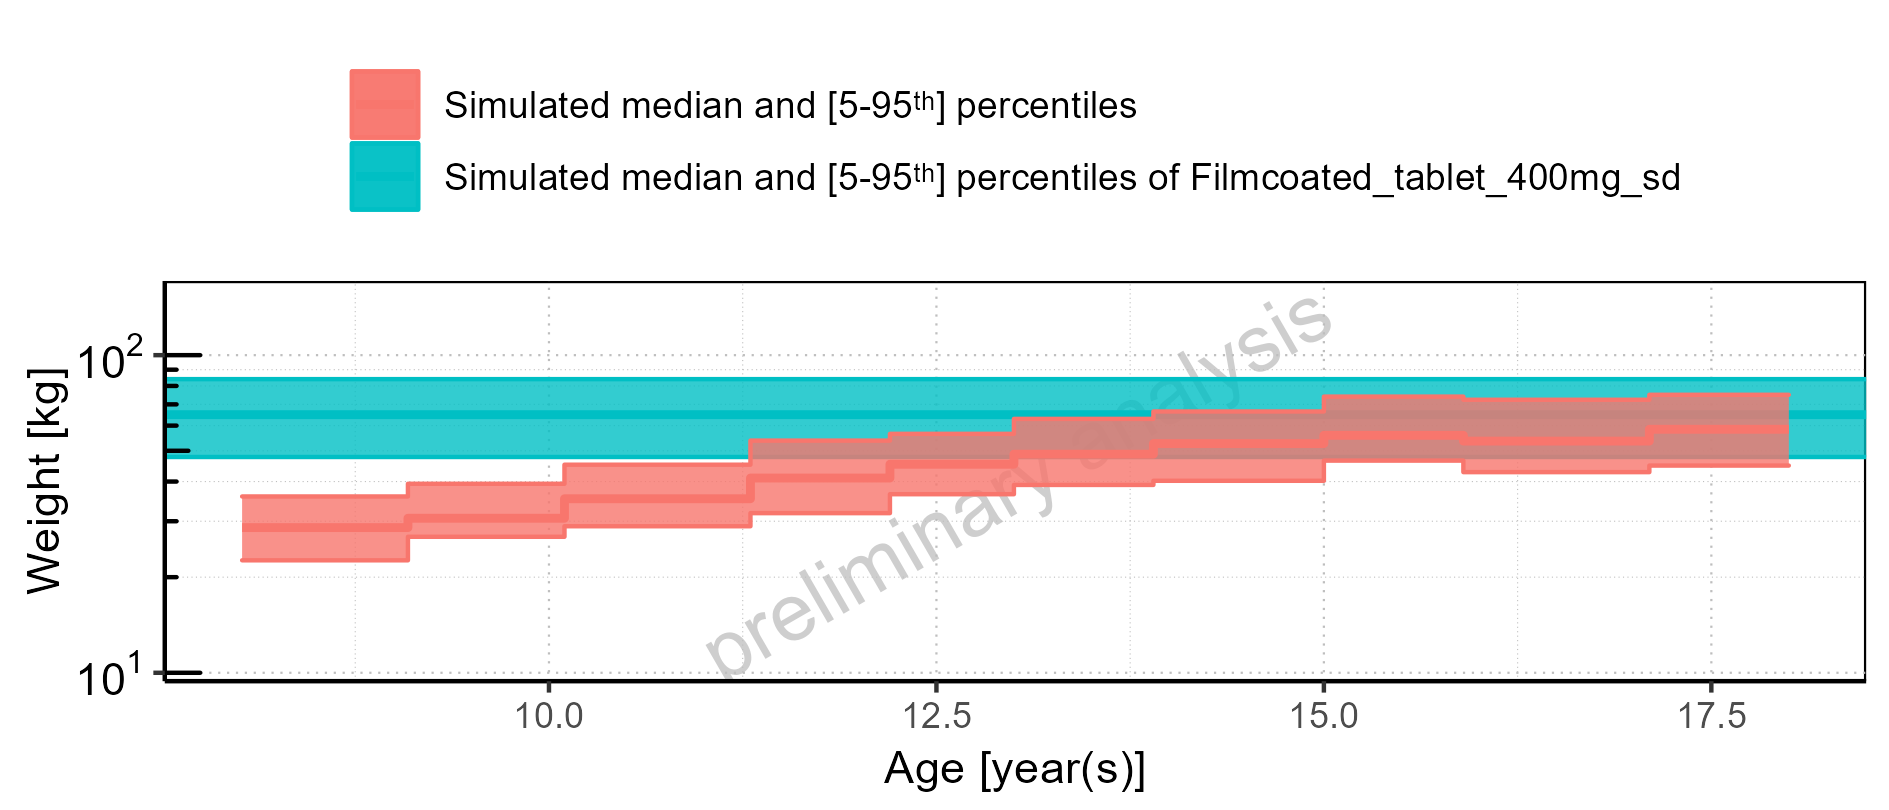 Simulated median and [5-95th] percentiles
Simulated median and [5-95th] percentiles of Filmcoated_tablet_400mg_sd
preliminary analysis
Weight [kg]
10²
10¹
10.0 12.5 15.0 17.5
Age [year(s)]